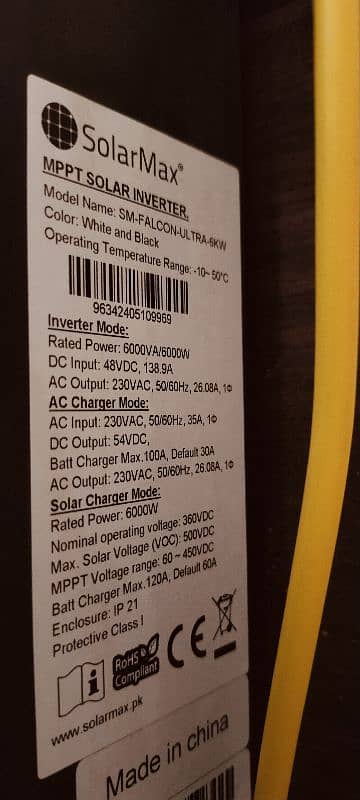 SolarMax®
MPPT SOLAR INVERTER
Model Name: SM-FALCON-ULTRA-6KW
Color: White and Black
Operating Temperature Range: -10~ 50°C
96342405109969
Inverter Mode:
Rated Power: 6000VA/6000W
DC Input: 48VDC, 138.9A
AC Output: 230VAC, 50/60Hz, 26.08A, 1Φ
AC Charger Mode:
AC Input: 230VAC, 50/60Hz, 35A, 1Φ
DC Output: 54VDC,
Batt Charger Max.100A, Default 30A
AC Output: 230VAC, 50/60Hz, 26.08A, 1Φ
Solar Charger Mode:
Rated Power: 6000W
Nominal operating voltage: 360VDC
Max. Solar Voltage (VOC): 500VDC
MPPT Voltage range: 60 ~ 450VDC
Batt Charger Max.120A, Default 60A
Enclosure: IP 21
Protective Class I
RoHS
Compliant
CE
www.solarmax.pk
Made in china